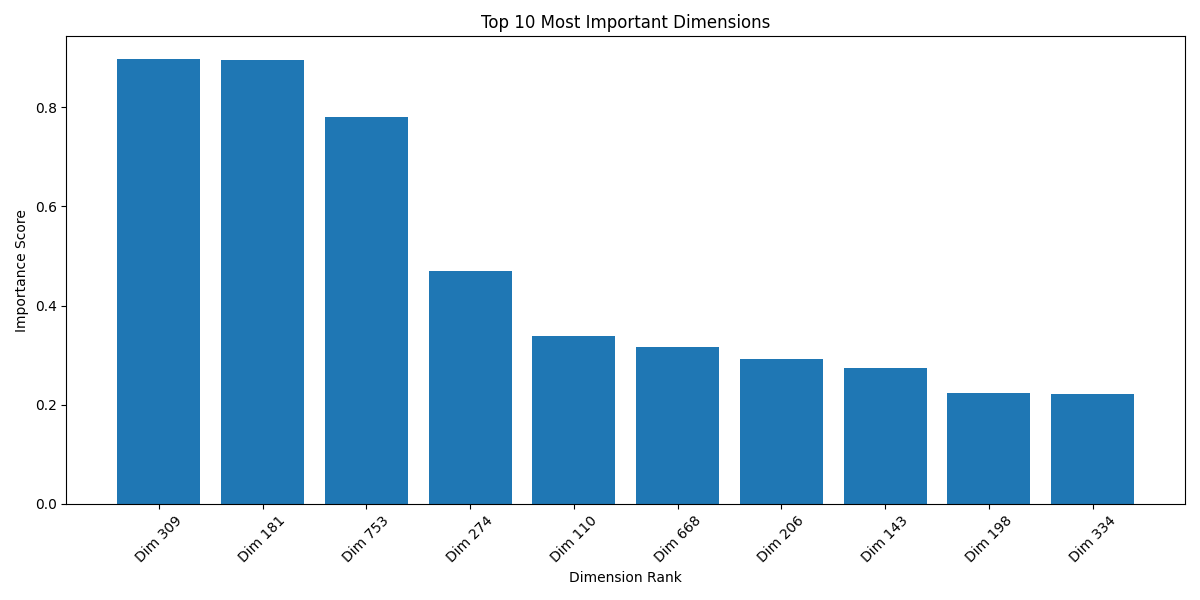 Top 10 Most Important Dimensions
Importance Score
0.8
0.6
0.4
0.2
0.0
Dim 309
Dim 181
Dim 753
Dim 274
Dim 110
Dim 668
Dim 206
Dim 143
Dim 198
Dim 334
Dimension Rank